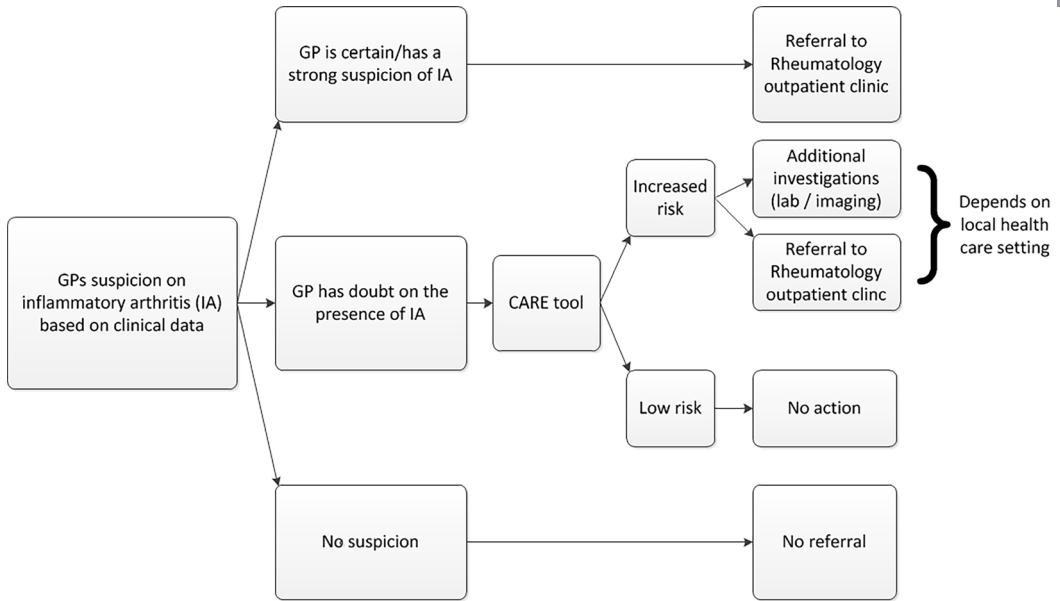 GP is certain/has a
strong suspicion of IA
Referral to
Rheumatology
outpatient clinic
Additional
investigations
(lab / imaging)
Increased
risk
Depends on
local health
care setting
Referral to
Rheumatology
outpatient clinc
GPs suspicion on
inflammatory arthritis (IA)
based on clinical data
GP has doubt on the
presence of IA
CARE tool
Low risk
No action
No suspicion
No referral